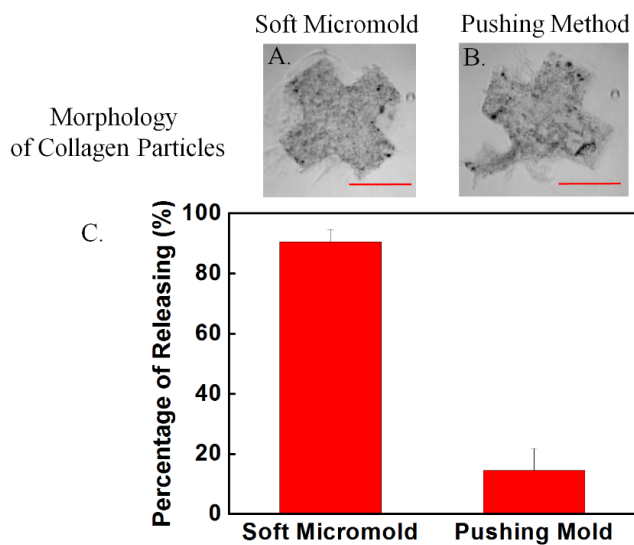 Soft Micromold Pushing Method
A. B.
Morphology
of Collagen Particles
C.
Percentage of Releasing (%)
100
80
60
40
20
0
Soft Micromold Pushing Mold